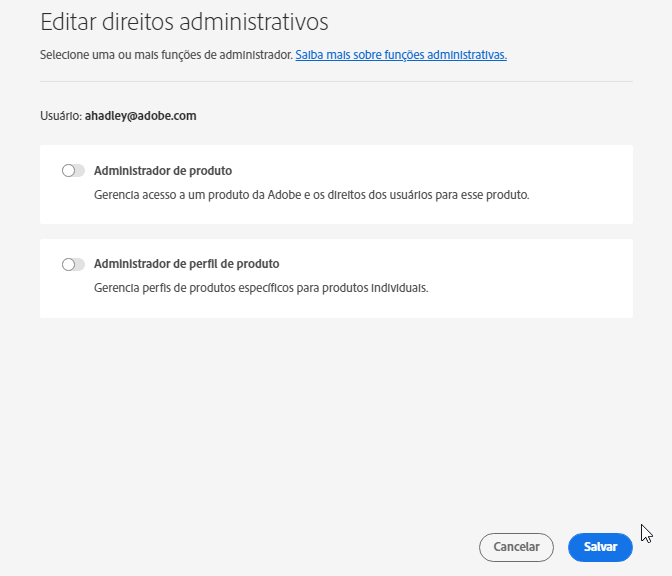 Editar direitos administrativos
Selecione uma ou mais funções de administrador. Saiba mais sobre funções administrativas.
Usuário: ahadley@adobe.com
Administrador de produto
Gerencia acesso a um produto da Adobe e os direitos dos usuários para esse produto.
Administrador de perfil de produto
Gerencia perfis de produtos específicos para produtos individuais.
Cancelar
Salvar